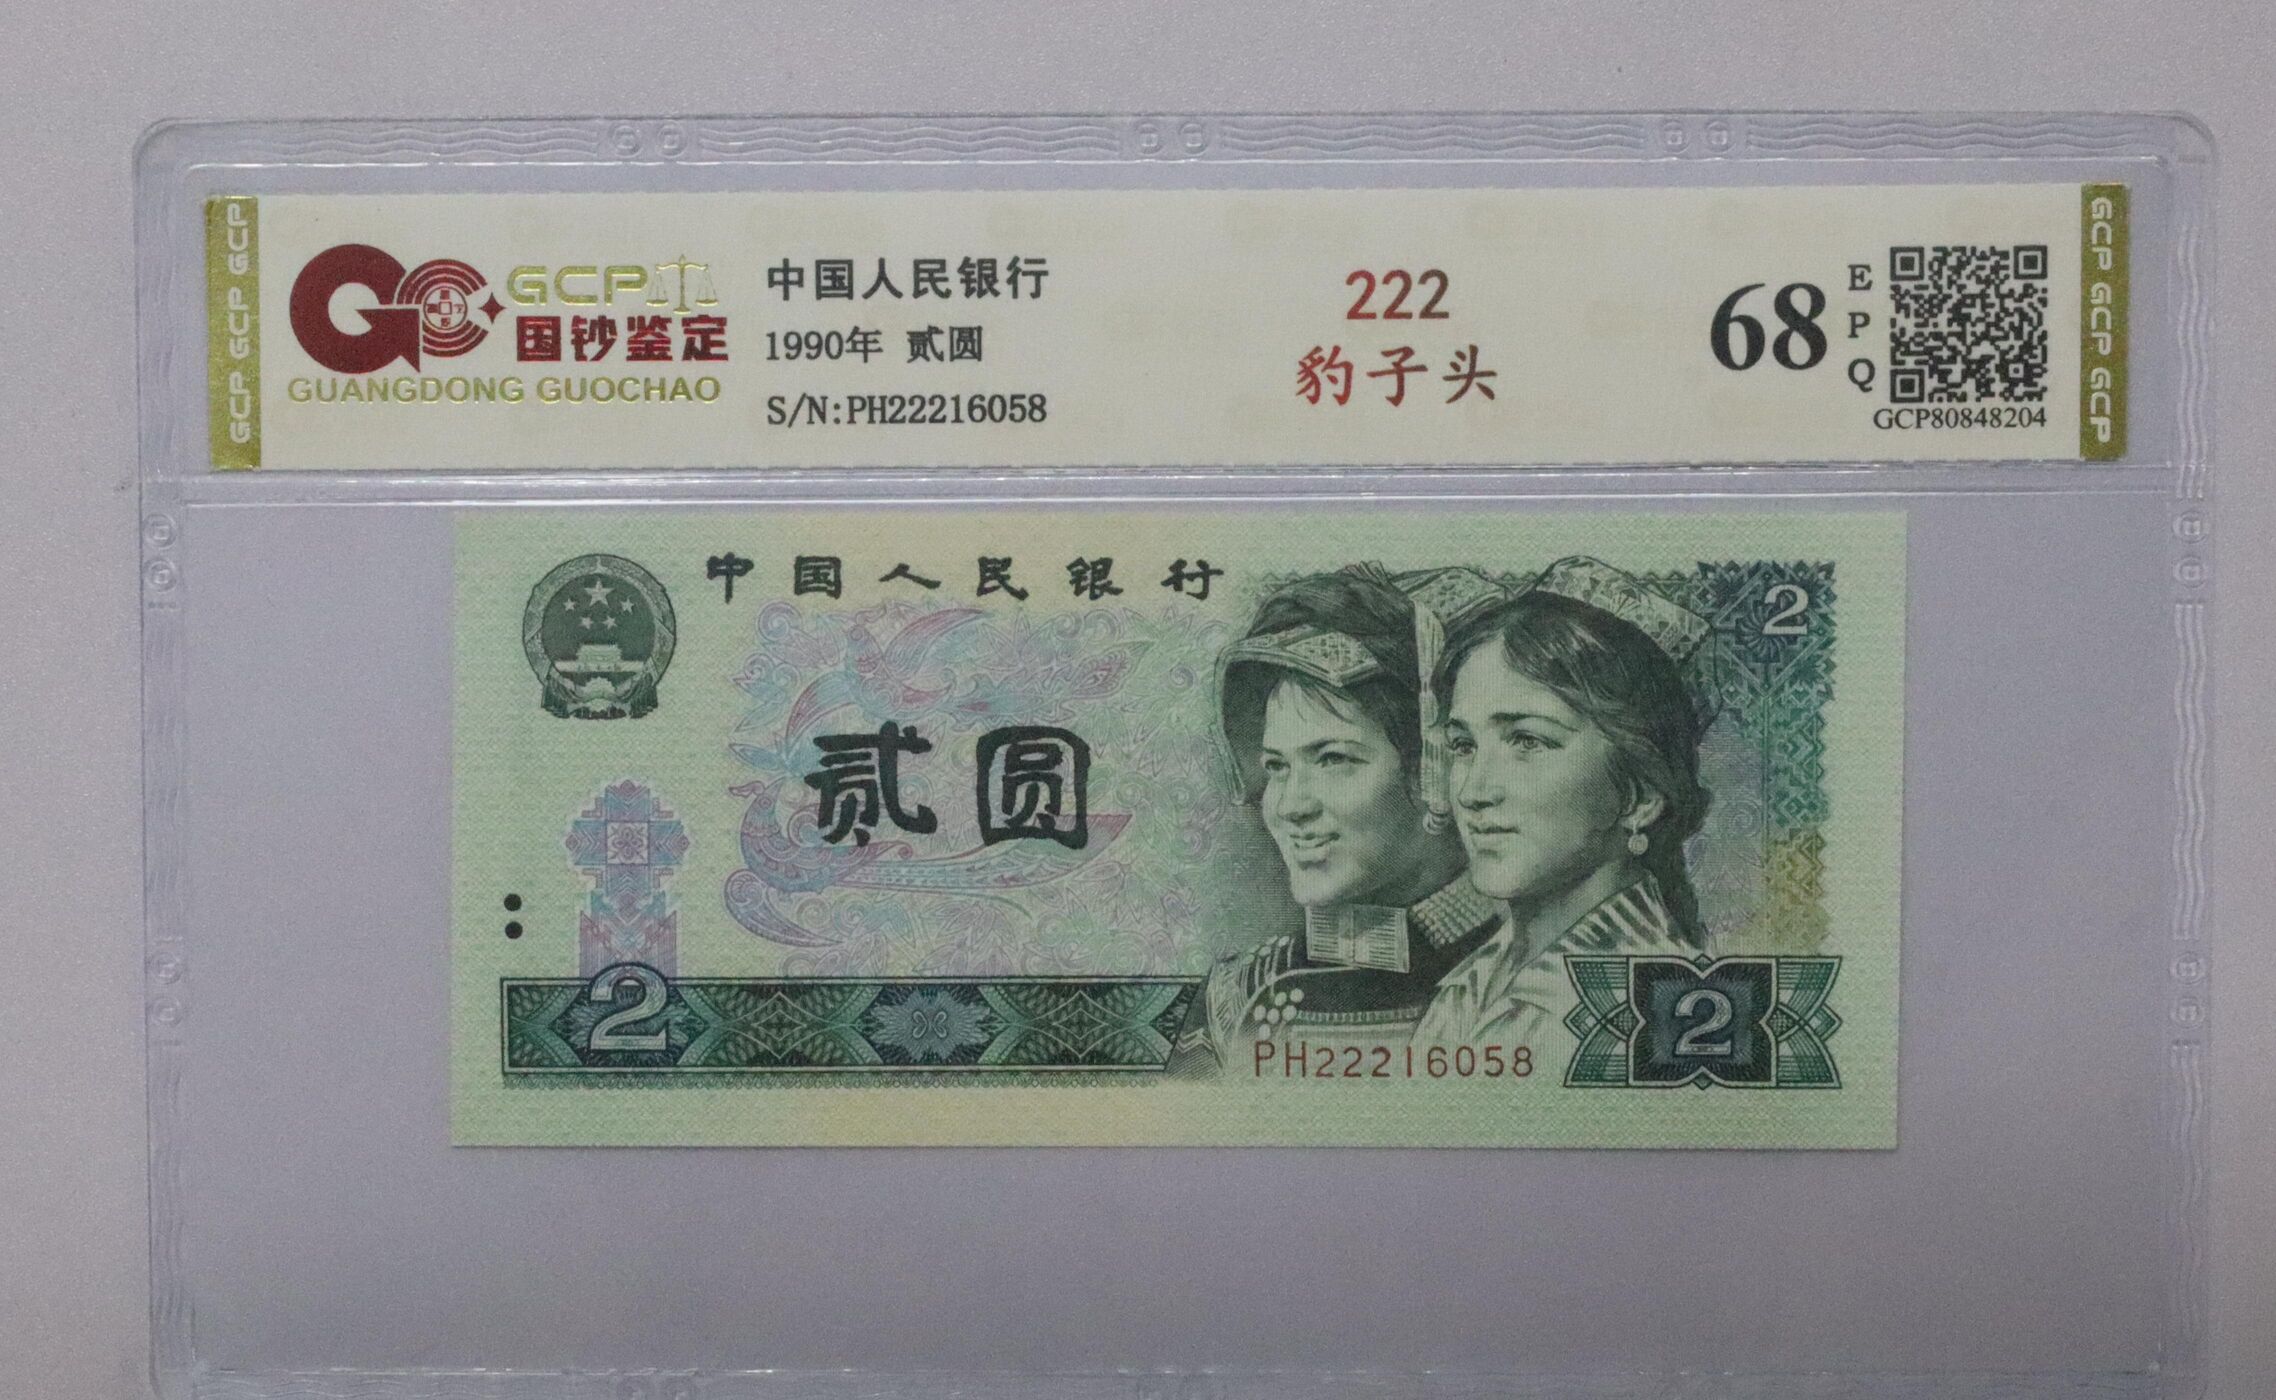 GCP GCP GCP
GCP
国钞鉴定
GUANGDONG GUOCHAO
中国人民银行
1990年 贰圆
S/N:PH22216058
222
豹子头
68
E
P
Q
GCP80848204
GCP GCP GCP
中国人民银行
2
贰圆
2
PH22216058
2